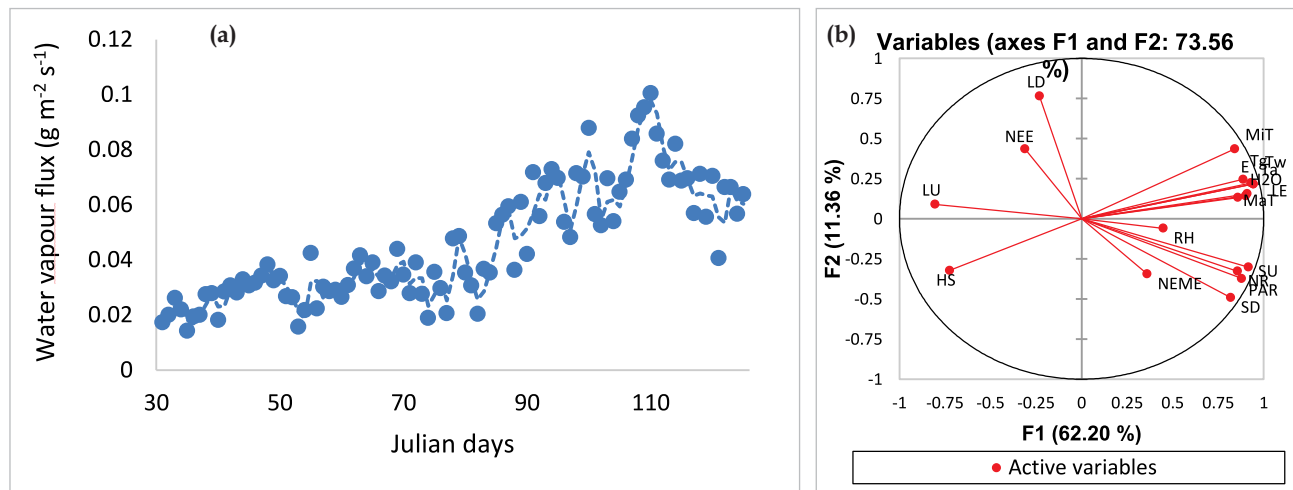 (a)
Water vapour flux (g m⁻² s⁻¹)
0.12
0.1
0.08
0.06
0.04
0.02
0
30 50 70 90 110
Julian days
(b)
Variables (axes F1 and F2: 73.56
%)
F2 (11.36 %)
1
0.75
0.5
0.25
0
-0.25
-0.5
-0.75
-1
LD
NEE
MiT
Tg Tw
E Ta
H2O
LE
MaT
LU
RH
HS
NEME
SU
NR
PAR
SD
-1 -0.75 -0.5 -0.25 0 0.25 0.5 0.75 1
F1 (62.20 %)
Active variables